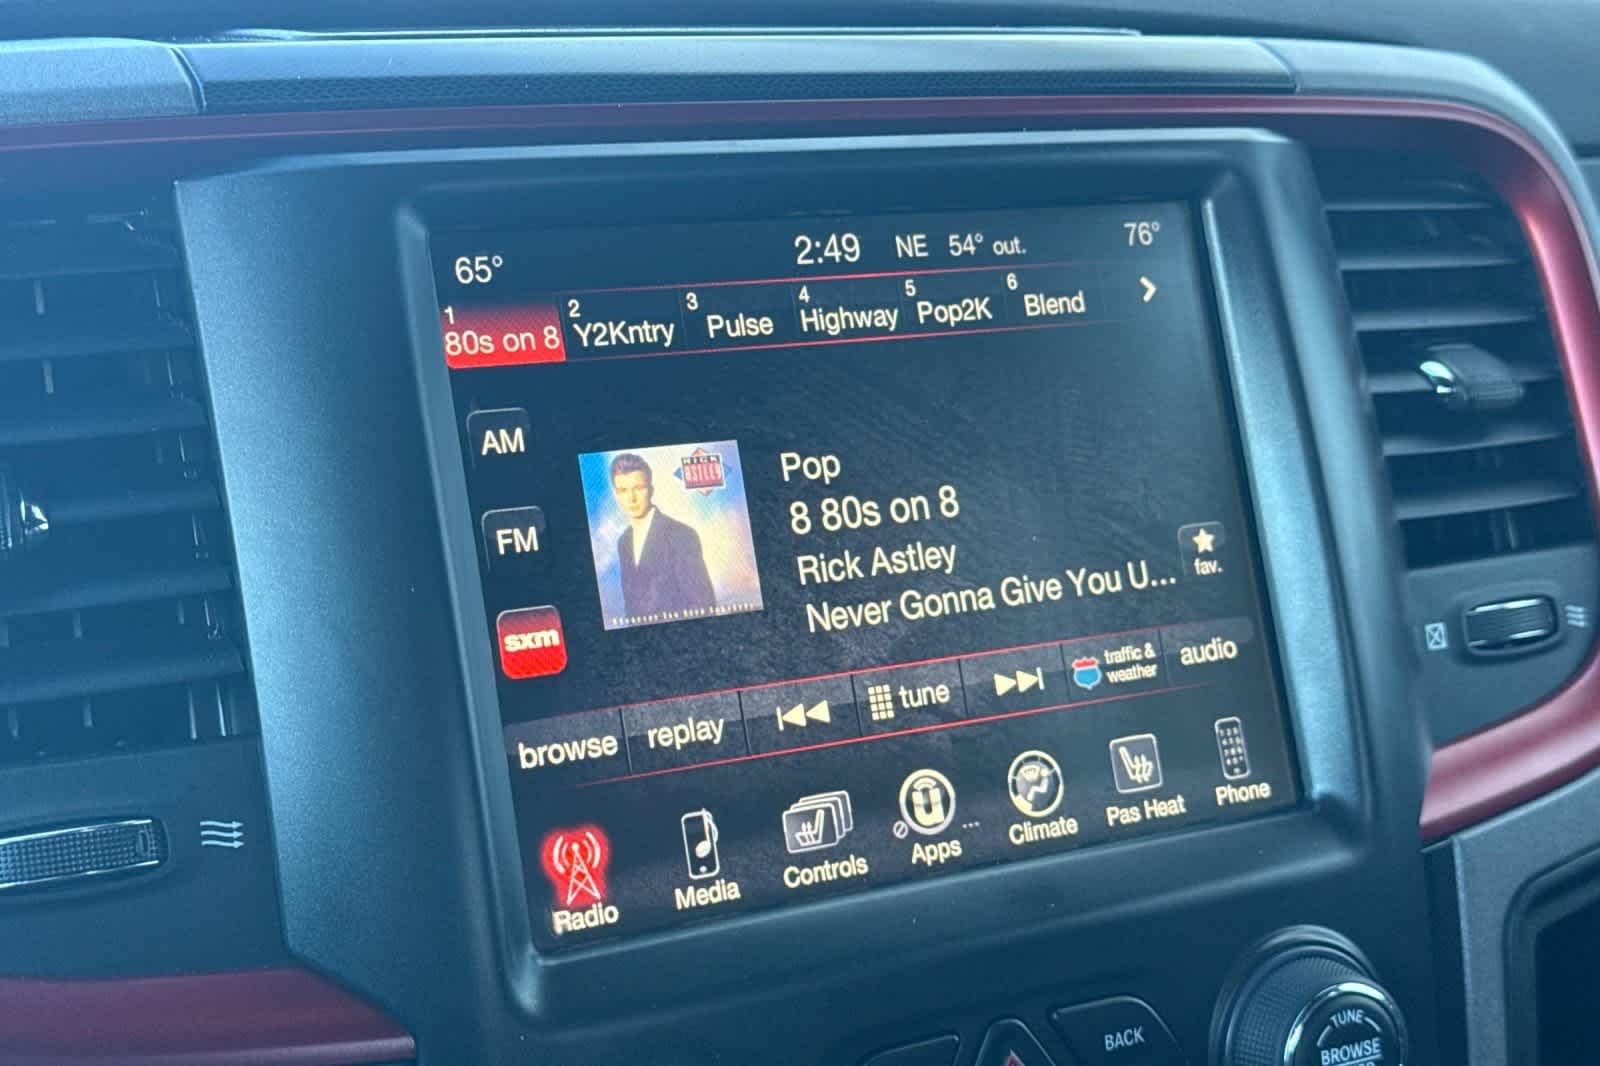 65°
2:49
NE
54° out.
76°
1
80s on 8
2
Y2Kntry
3
Pulse
4
Highway
5
Pop2K
6
Blend
AM
FM
sxm
RICK
ASTLEY
Pop
8 80s on 8
Rick Astley
Never Gonna Give You U...
fav.
browse
replay
tune
traffic &
weather
audio
Radio
Media
Controls
Apps
Climate
Pas Heat
Phone
BACK
TUNE
BROWSE